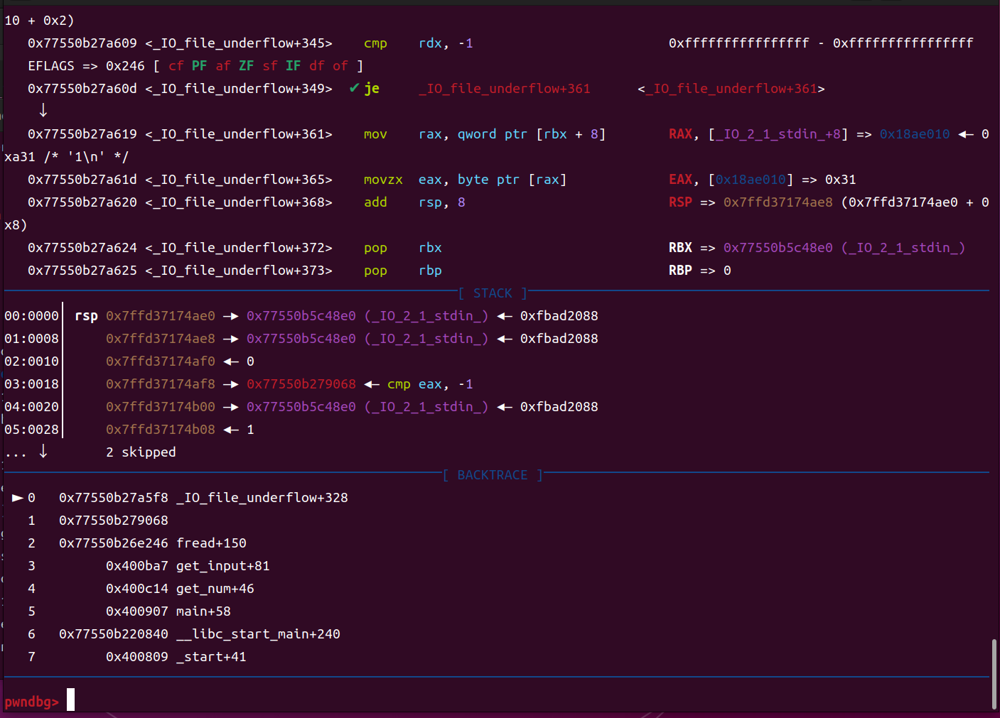 10 + 0x2)
0x77550b27a609 <_IO_file_underflow+345>    cmp    rdx, -1    0xffffffffffffffff - 0xffffffffffffffff
EFLAGS => 0x246 [ cf PF af ZF sf IF df of ]
0x77550b27a60d <_IO_file_underflow+349>  ✔ je     _IO_file_underflow+361    <_IO_file_underflow+361>
↓
0x77550b27a619 <_IO_file_underflow+361>    mov    rax, qword ptr [rbx + 8]    RAX, [_IO_2_1_stdin_+8] => 0x18ae010 ◂— 0
xa31 /* '1\n' */
0x77550b27a61d <_IO_file_underflow+365>    movzx  eax, byte ptr [rax]    EAX, [0x18ae010] => 0x31
0x77550b27a620 <_IO_file_underflow+368>    add    rsp, 8    RSP => 0x7ffd37174ae8 (0x7ffd37174ae0 + 0
x8)
0x77550b27a624 <_IO_file_underflow+372>    pop    rbx    RBX => 0x77550b5c48e0 (_IO_2_1_stdin_)
0x77550b27a625 <_IO_file_underflow+373>    pop    rbp    RBP => 0
[ STACK ]
00:0000│ rsp 0x7ffd37174ae0 —▸ 0x77550b5c48e0 (_IO_2_1_stdin_) ◂— 0xfbad2088
01:0008│     0x7ffd37174ae8 —▸ 0x77550b5c48e0 (_IO_2_1_stdin_) ◂— 0xfbad2088
02:0010│     0x7ffd37174af0 ◂— 0
03:0018│     0x7ffd37174af8 —▸ 0x77550b279068 ◂— cmp eax, -1
04:0020│     0x7ffd37174b00 —▸ 0x77550b5c48e0 (_IO_2_1_stdin_) ◂— 0xfbad2088
05:0028│     0x7ffd37174b08 ◂— 1
... ↓        2 skipped
[ BACKTRACE ]
► 0   0x77550b27a5f8 _IO_file_underflow+328
1   0x77550b279068
2   0x77550b26e246 fread+150
3         0x400ba7 get_input+81
4         0x400c14 get_num+46
5         0x400907 main+58
6   0x77550b220840 __libc_start_main+240
7         0x400809 _start+41
pwndbg>